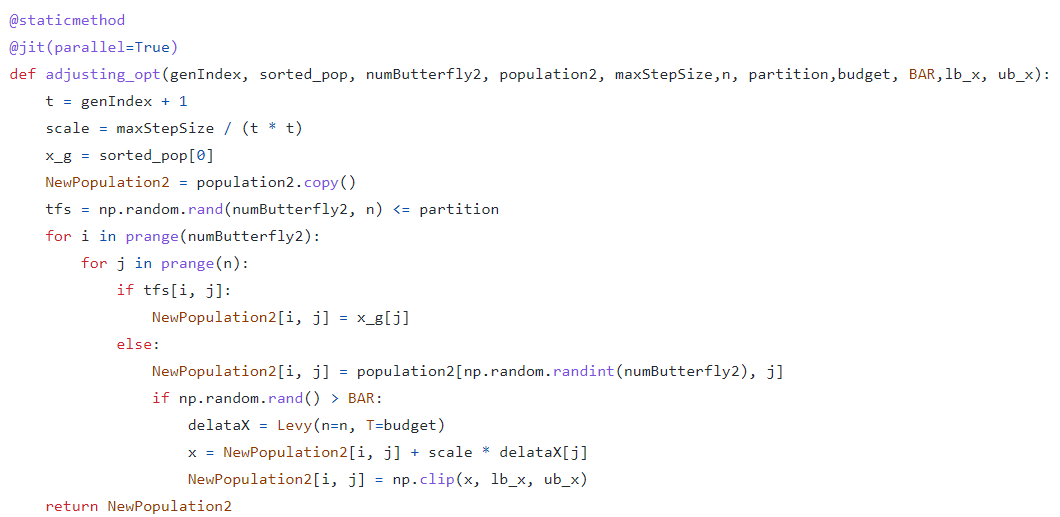 @staticmethod
@jit(parallel=True)
def adjusting_opt(genIndex, sorted_pop, numButterfly2, population2, maxStepSize,n, partition,budget, BAR,lb_x, ub_x):
    t = genIndex + 1
    scale = maxStepSize / (t * t)
    x_g = sorted_pop[0]
    NewPopulation2 = population2.copy()
    tfs = np.random.rand(numButterfly2, n) <= partition
    for i in prange(numButterfly2):
        for j in prange(n):
            if tfs[i, j]:
                NewPopulation2[i, j] = x_g[j]
            else:
                NewPopulation2[i, j] = population2[np.random.randint(numButterfly2), j]
                if np.random.rand() > BAR:
                    delataX = Levy(n=n, T=budget)
                    x = NewPopulation2[i, j] + scale * delataX[j]
                    NewPopulation2[i, j] = np.clip(x, lb_x, ub_x)
    return NewPopulation2